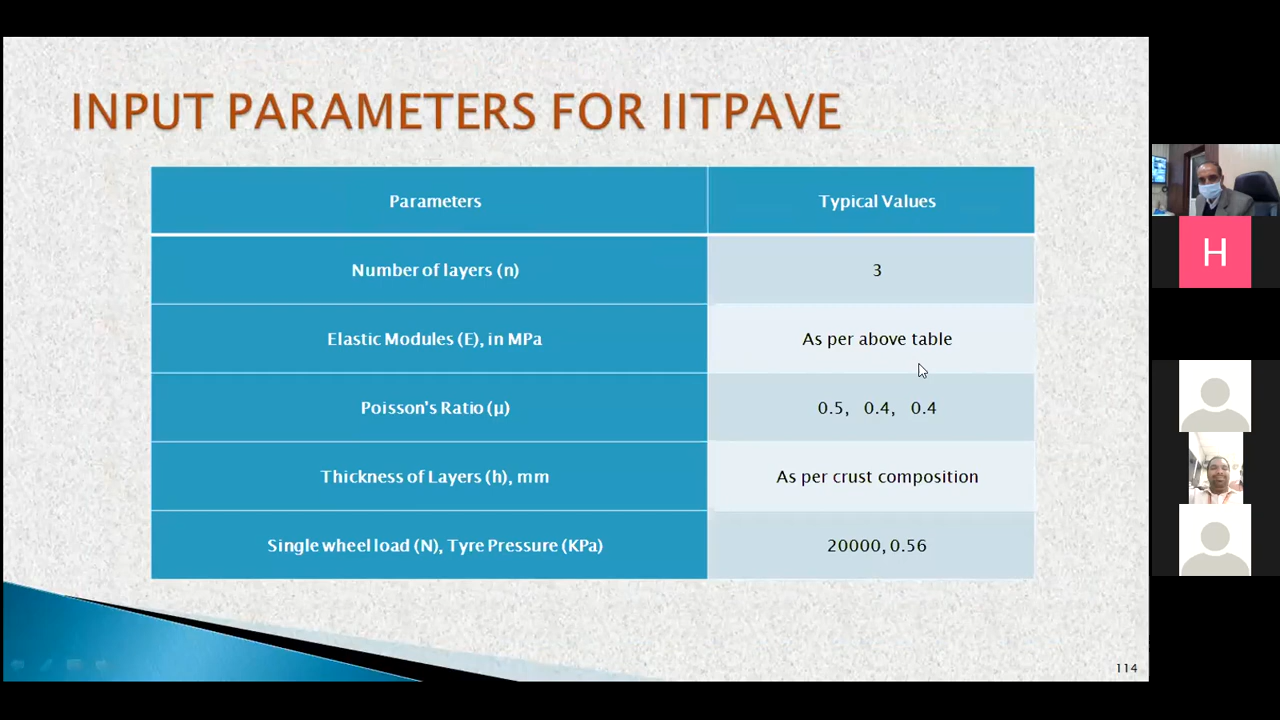 INPUT PARAMETERS FOR IITPAVE
Parameters Typical Values
Number of layers (n) 3
Elastic Modules (E), in MPa As per above table
Poisson's Ratio (µ) 0.5, 0.4, 0.4
Thickness of Layers (h), mm As per crust composition
Single wheel load (N), Tyre Pressure (KPa) 20000, 0.56
114
H